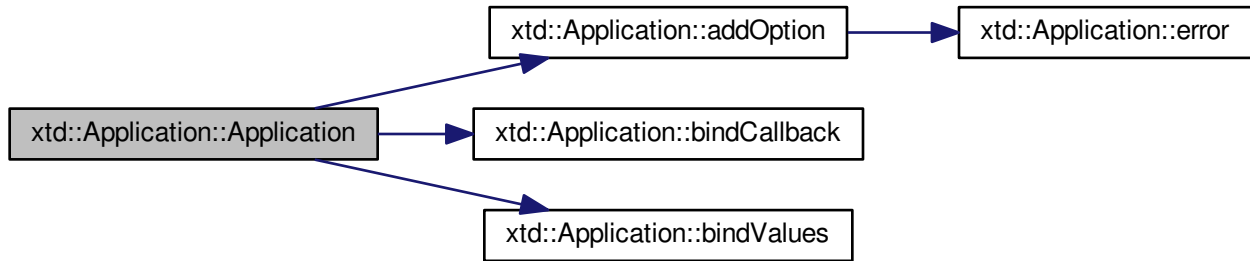 xtd::Application::addOption
xtd::Application::error
xtd::Application::Application
xtd::Application::bindCallback
xtd::Application::bindValues